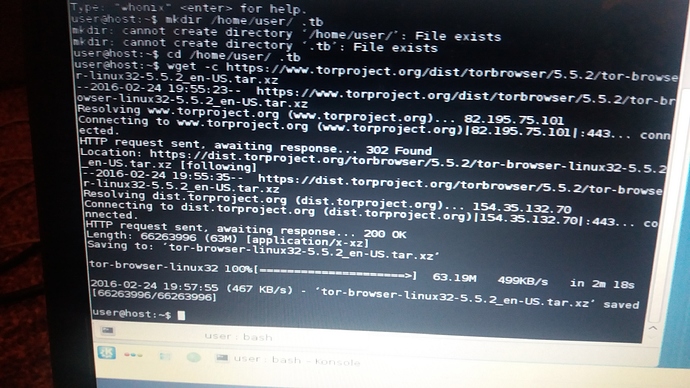 Type: "whonix" <enter> for help.
user@host:~$ mkdir /home/user/ .tb
mkdir: cannot create directory ‘/home/user/’: File exists
mkdir: cannot create directory ‘.tb’: File exists
user@host:~$ cd /home/user/ .tb
user@host:~$ wget -c https://www.torproject.org/dist/torbrowser/5.5.2/tor-browse
r-linux32-5.5.2_en-US.tar.xz
--2016-02-24 19:55:23--  https://www.torproject.org/dist/torbrowser/5.5.2/tor-br
owser-linux32-5.5.2_en-US.tar.xz
Resolving www.torproject.org (www.torproject.org)... 82.195.75.101
Connecting to www.torproject.org (www.torproject.org)|82.195.75.101|:443... conn
ected.
HTTP request sent, awaiting response... 302 Found
Location: https://dist.torproject.org/torbrowser/5.5.2/tor-browser-linux32-5.5.2
_en-US.tar.xz [following]
--2016-02-24 19:55:35--  https://dist.torproject.org/torbrowser/5.5.2/tor-browse
r-linux32-5.5.2_en-US.tar.xz
Resolving dist.torproject.org (dist.torproject.org)... 154.35.132.70
Connecting to dist.torproject.org (dist.torproject.org)|154.35.132.70|:443... co
nnected.
HTTP request sent, awaiting response... 200 OK
Length: 66263996 (63M) [application/x-xz]
Saving to: ‘tor-browser-linux32-5.5.2_en-US.tar.xz’
tor-browser-linux32 100%[=====================>]  63.19M   499KB/s   in 2m 18s
2016-02-24 19:57:55 (467 KB/s) - ‘tor-browser-linux32-5.5.2_en-US.tar.xz’ saved
[66263996/66263996]
user@host:~$
user : bash
user : bash – Konsole